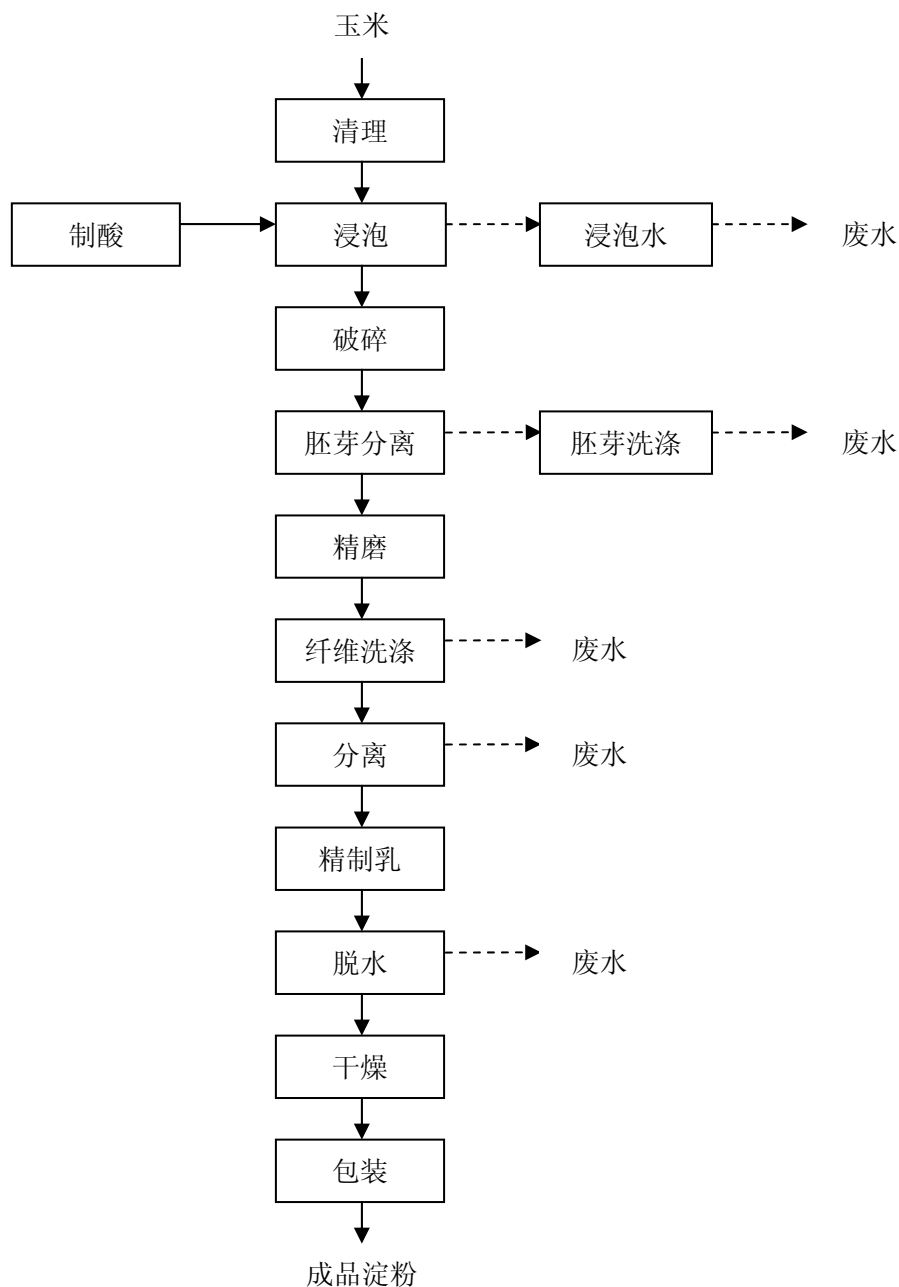 玉米
清理
制酸
浸泡
浸泡水
废水
破碎
胚芽分离
胚芽洗涤
废水
精磨
纤维洗涤
废水
分离
废水
精制乳
脱水
废水
干燥
包装
成品淀粉